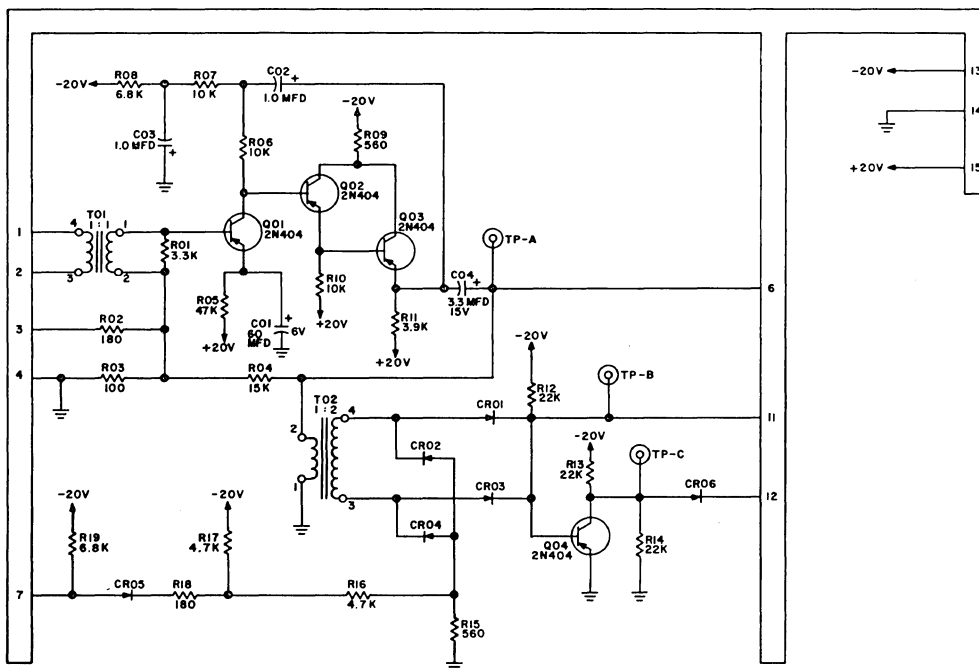 -20V
R08
6.8K
R07
10K
C02
+
1.0 MFD
-20V
13
14
+20V
15
C03
1.0 MFD
+
R06
10K
-20V
R09
560
Q02
2N404
T01
1:1
4
1
3
2
1
2
R01
3.3K
Q01
2N404
Q03
2N404
TP-A
R05
47K
+20V
C01
60
MFD
+
6V
R10
10K
+20V
C04
+
3.3 MFD
15V
6
R11
3.9K
+20V
3
R02
180
4
R03
100
R04
15K
-20V
R12
22K
TP-B
T02
1:2
2
4
1
3
CR01
11
CR02
-20V
R13
22K
TP-C
CR03
CR06
12
CR04
Q04
2N404
R14
22K
-20V
R19
6.8K
-20V
R17
4.7K
7
CR05
R18
180
R16
4.7K
R15
560